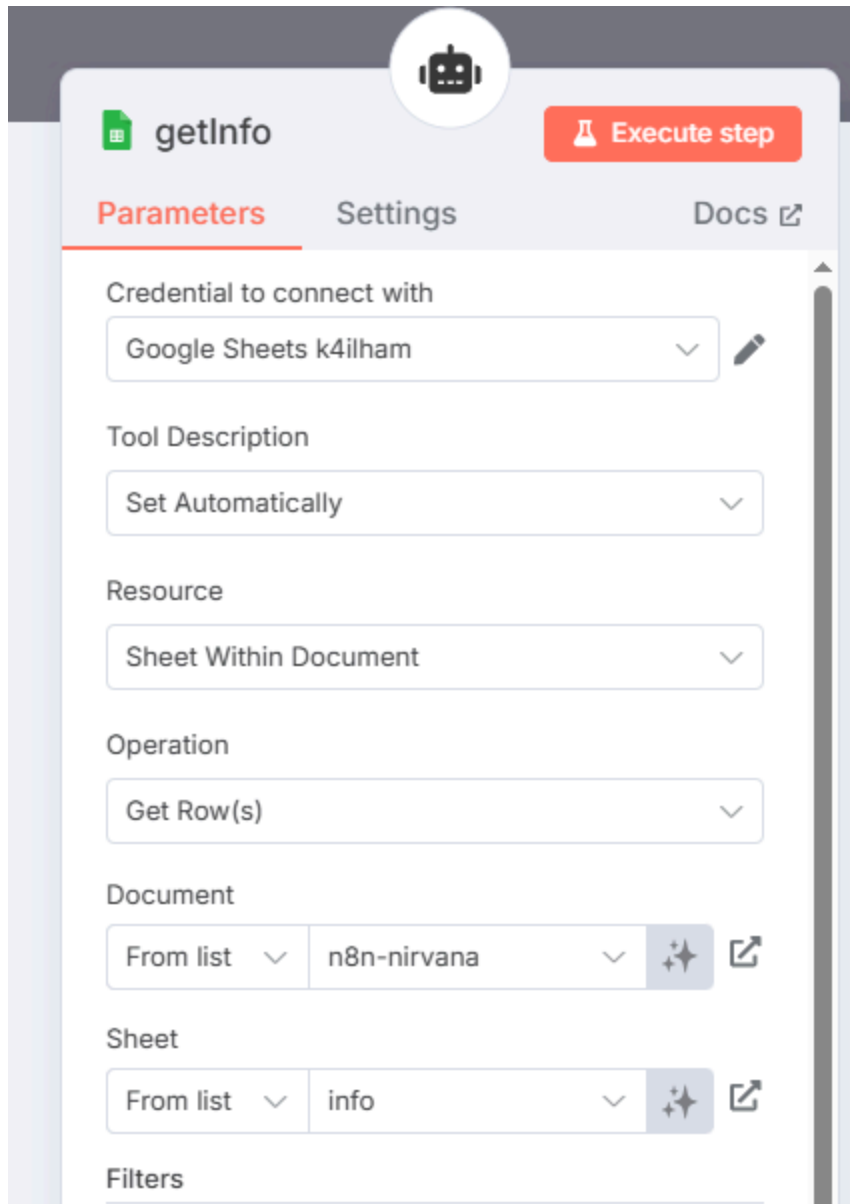 getInfo
Execute step
Parameters
Settings
Docs
Credential to connect with
Google Sheets k4ilham
Tool Description
Set Automatically
Resource
Sheet Within Document
Operation
Get Row(s)
Document
From list
n8n-nirvana
Sheet
From list
info
Filters